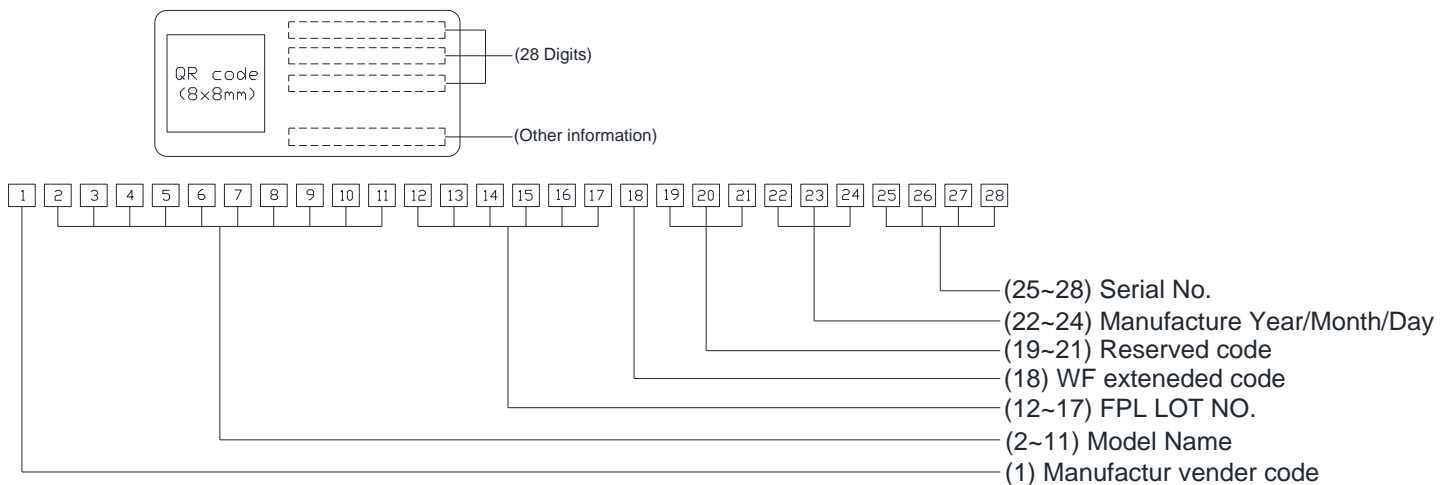 (28 Digits)
QR code
(8x8mm)
(Other information)
1 2 3 4 5 6 7 8 9 10 11 12 13 14 15 16 17 18 19 20 21 22 23 24 25 26 27 28
(25~28) Serial No.
(22~24) Manufacture Year/Month/Day
(19~21) Reserved code
(18) WF exteneded code
(12~17) FPL LOT NO.
(2~11) Model Name
(1) Manufactur vender code